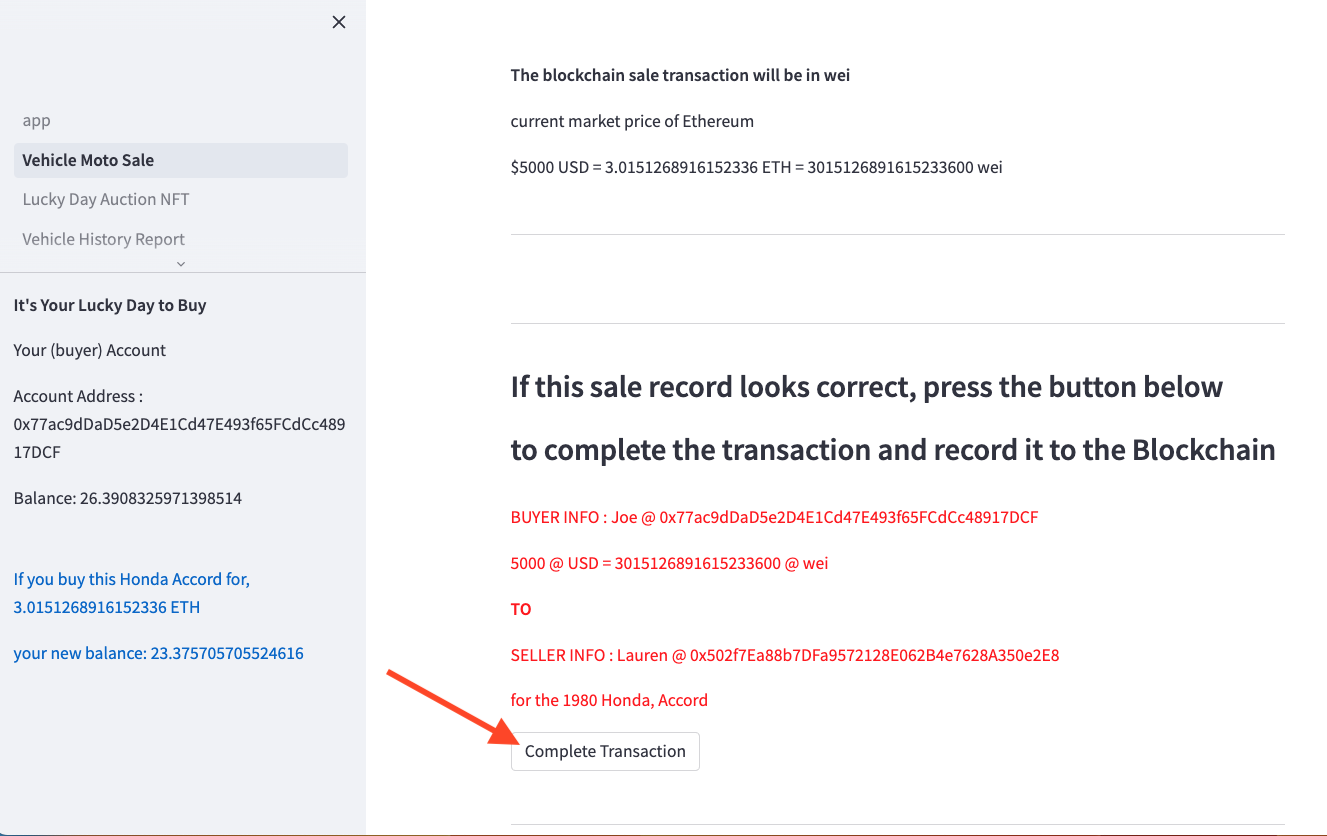 app
Vehicle Moto Sale
Lucky Day Auction NFT
Vehicle History Report
It's Your Lucky Day to Buy
Your (buyer) Account
Account Address :
0x77ac9dDaD5e2D4E1Cd47E493f65FCdCc489
17DCF
Balance: 26.3908325971398514
If you buy this Honda Accord for,
3.0151268916152336 ETH
your new balance: 23.375705705524616
The blockchain sale transaction will be in wei
current market price of Ethereum
$5000 USD = 3.0151268916152336 ETH = 3015126891615233600 wei
If this sale record looks correct, press the button below
to complete the transaction and record it to the Blockchain
BUYER INFO : Joe @ 0x77ac9dDaD5e2D4E1Cd47E493f65FCdCc48917DCF
5000 @ USD = 3015126891615233600 @ wei
TO
SELLER INFO : Lauren @ 0x502f7Ea88b7DFa9572128E062B4e7628A350e2E8
for the 1980 Honda, Accord
Complete Transaction